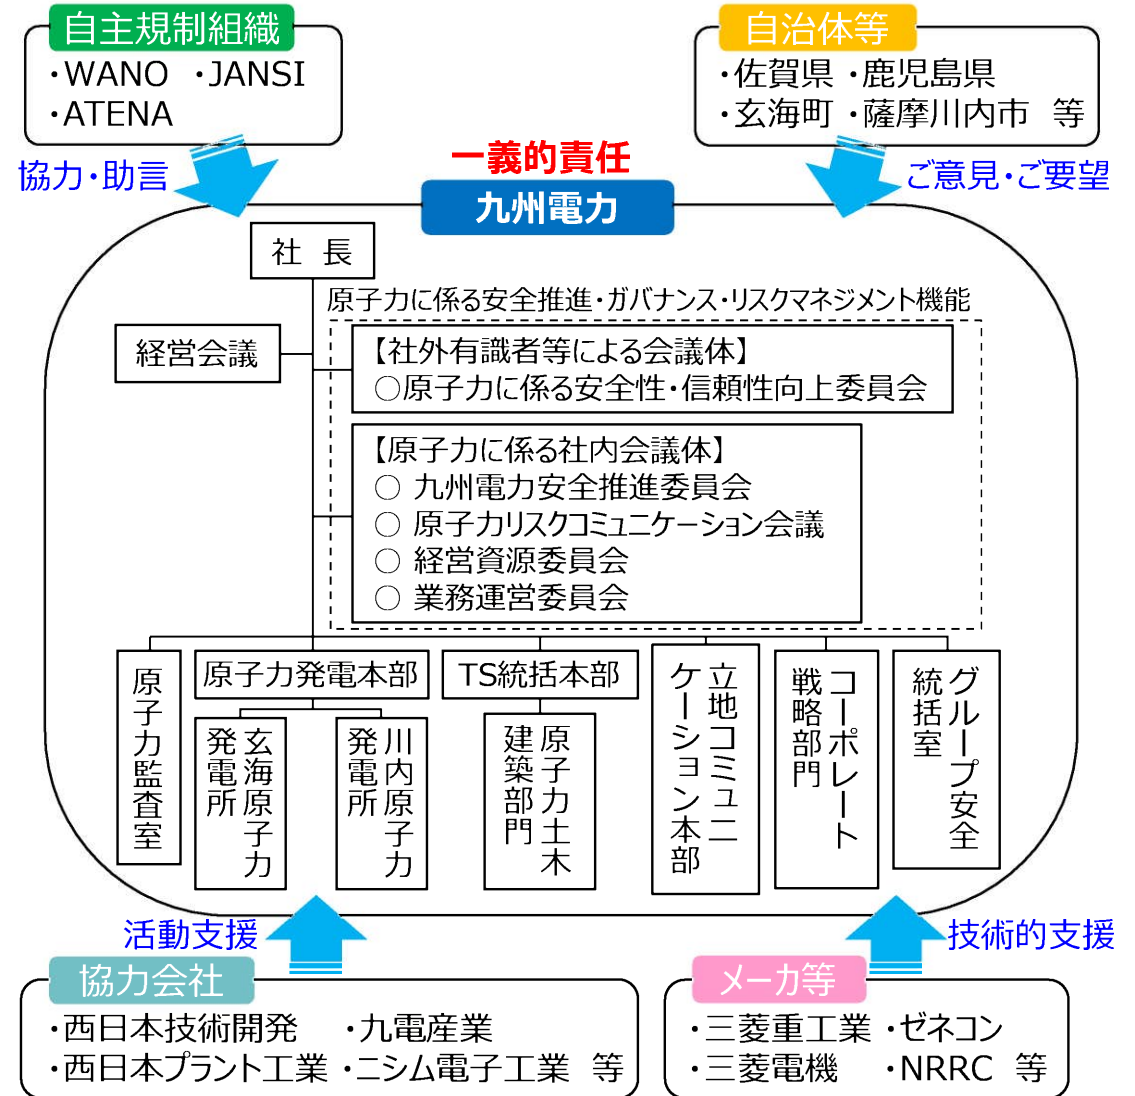 自主規制組織
・WANO ・JANSI
・ATENA
自治体等
・佐賀県 ・鹿児島県
・玄海町 ・薩摩川内市 等
協力・助言
一義的責任
九州電力
ご意見・ご要望
社 長
原子力に係る安全推進・ガバナンス・リスクマネジメント機能
経営会議
【社外有識者等による会議体】
○原子力に係る安全性・信頼性向上委員会
【原子力に係る社内会議体】
○ 九州電力安全推進委員会
○ 原子力リスクコミュニケーション会議
○ 経営資源委員会
○ 業務運営委員会
原子力監査室
原子力発電本部
玄海原子力
発電所
川内原子力
発電所
TS統括本部
原子力土木
建築部門
立地コミュニ
ケーション本部
コーポレート
戦略部門
グループ安全
統括室
活動支援
技術的支援
協力会社
・西日本技術開発 ・九電産業
・西日本プラント工業 ・ニシム電子工業 等
メーカ等
・三菱重工業 ・ゼネコン
・三菱電機 ・NRRC 等